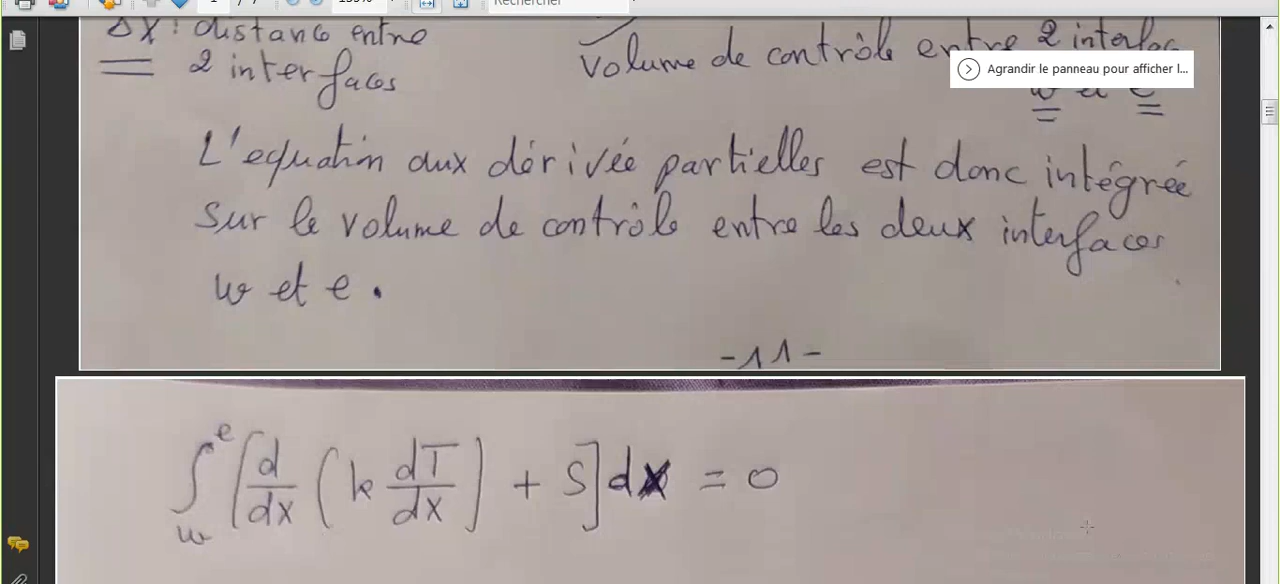 Rechercher
Δx : distance entre
2 interfaces
Volume de contrôle entre 2 interfac
Agrandir le panneau pour afficher l...
w et e
L'equation aux dérivée partielles est donc intégrée
sur le volume de contrôle entre les deux interfaces
w et e.
-11-
∫_w^e [d/dx (k dT/dx) + S] dx = 0